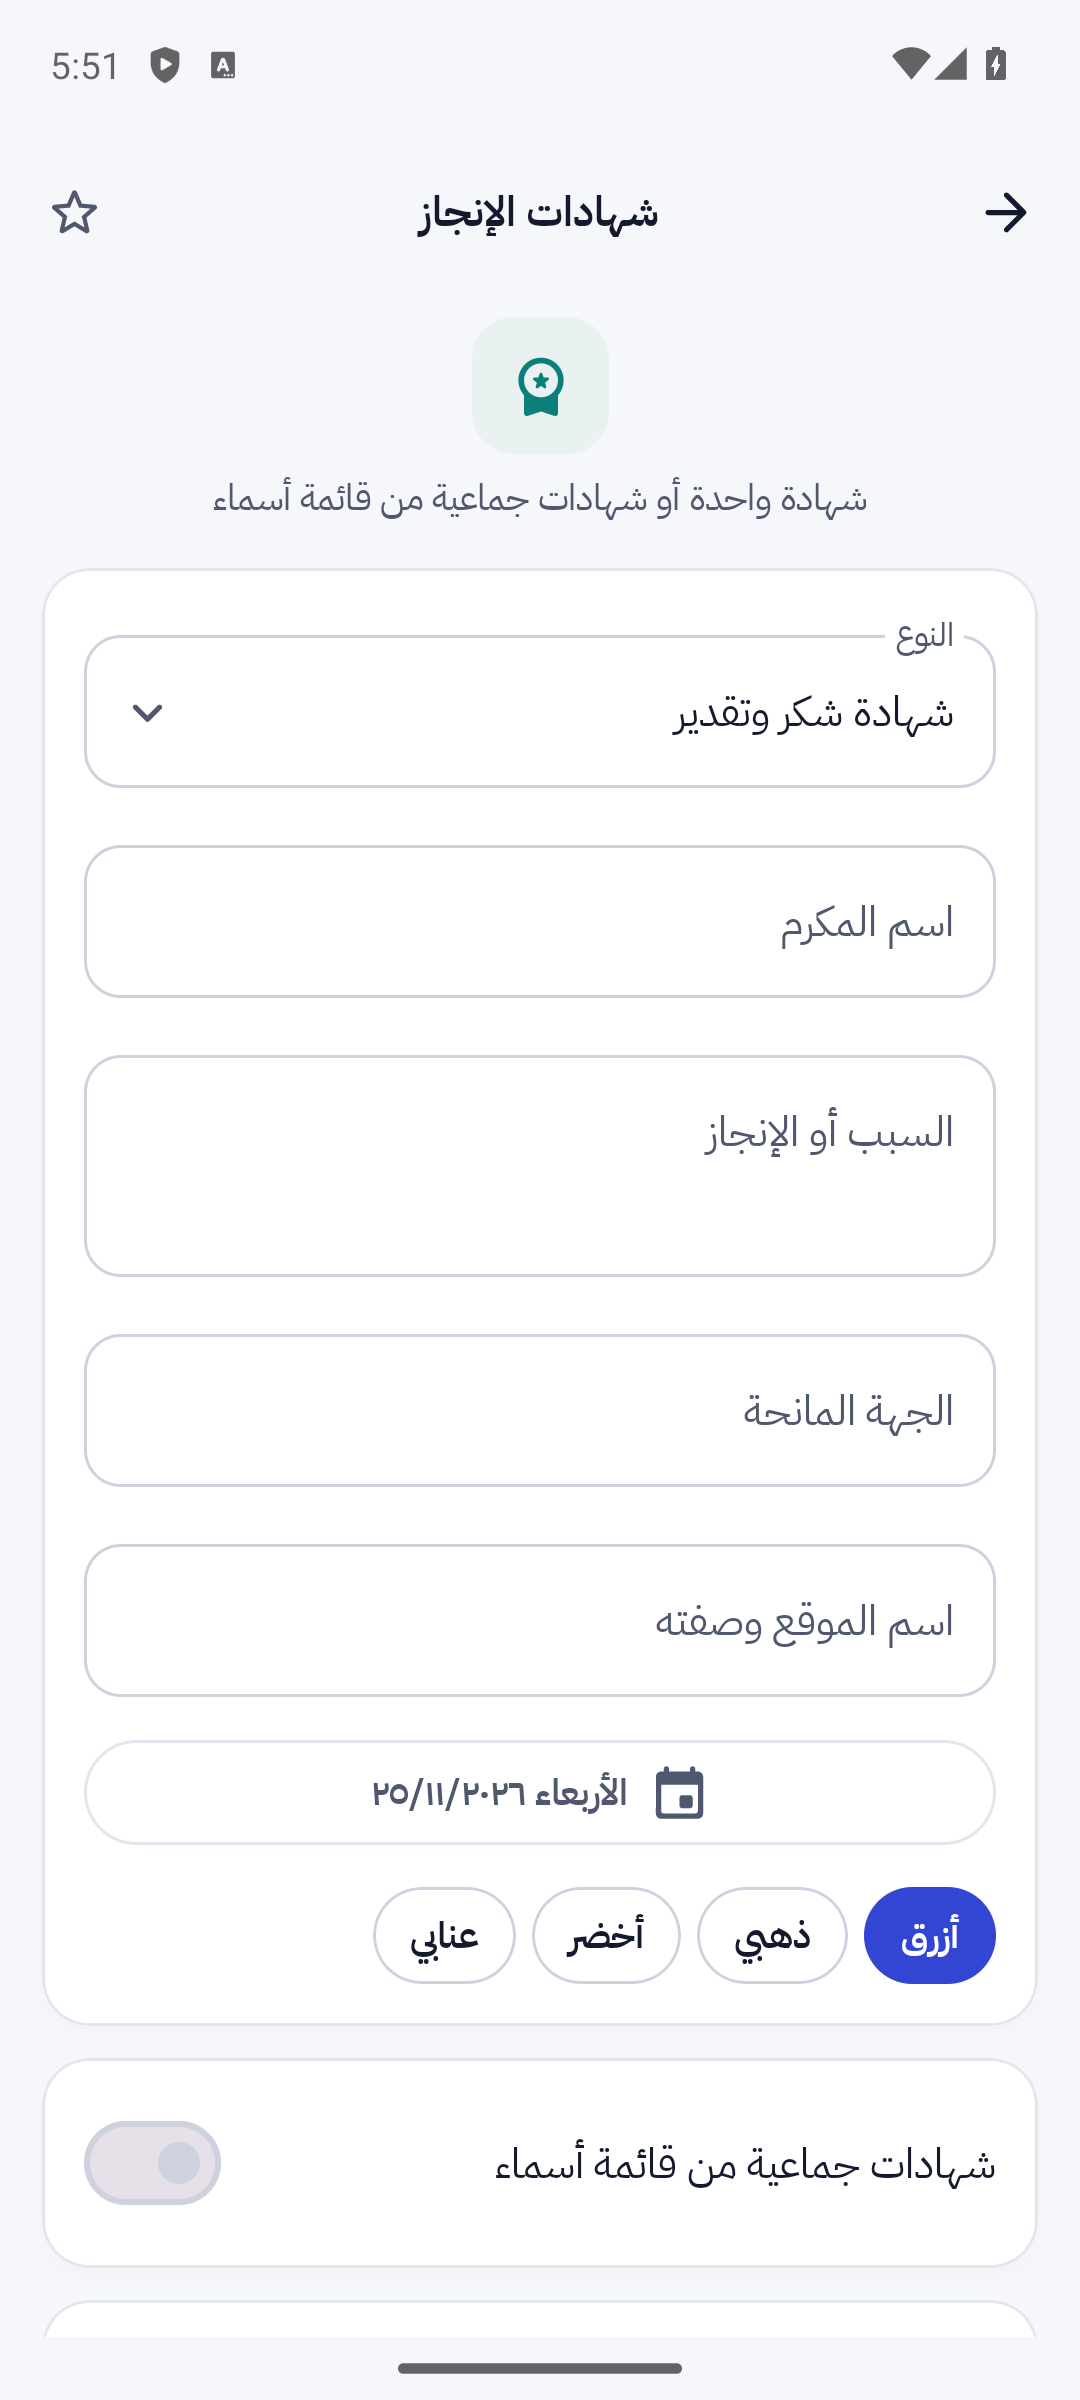 5:51
شهادات الإنجاز
شهادة واحدة أو شهادات جماعية من قائمة أسماء
النوع
شهادة شكر وتقدير
اسم المكرم
السبب أو الإنجاز
الجهة المانحة
اسم الموقع وصفته
الأربعاء ٢٥/١١/٢٠٢٦
أزرق ذهبي أخضر عنابي
شهادات جماعية من قائمة أسماء